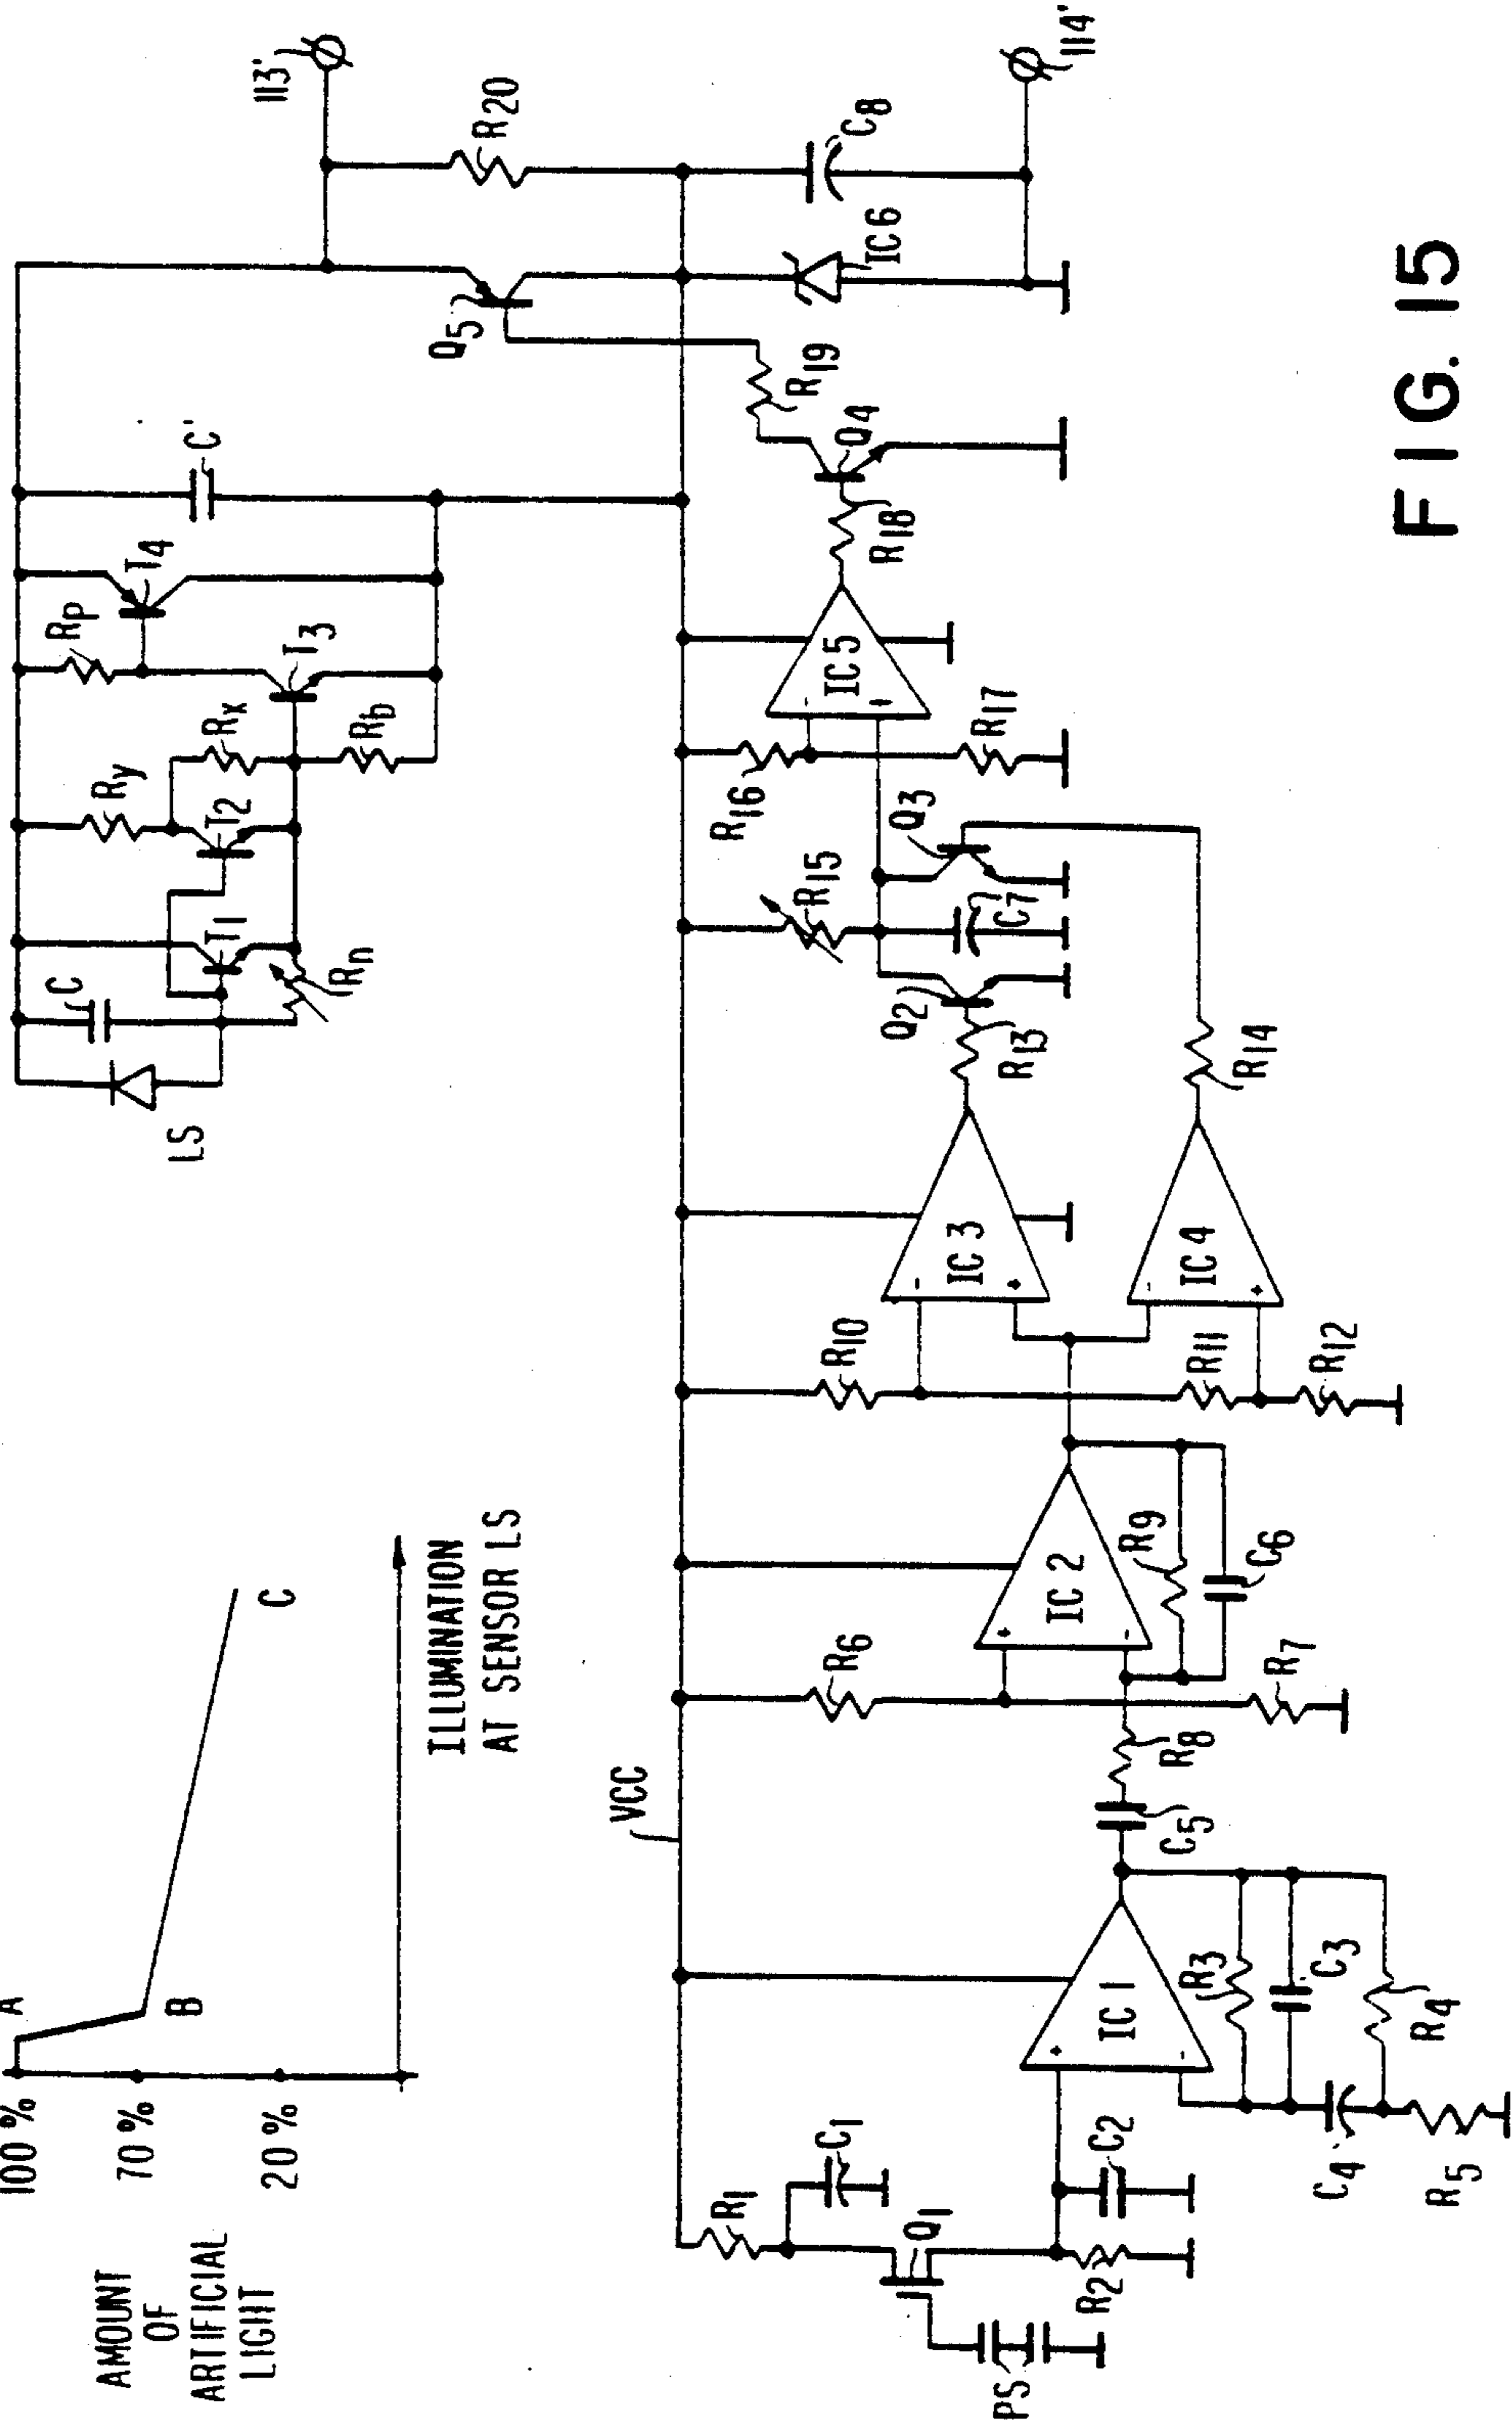 100 %
70 %
20 %
AMOUNT
OF
ARTIFICIAL
LIGHT
A
B
C
ILLUMINATION
AT SENSOR LS
LS
C
Rn
T1
T2
Ry
Rx
Rb
T3
Rp
T4
C'
113'
R20
Q5
VCC
R1
C1
Q1
PS
R2
C2
+
-
IC 1
R3
C3
R4
C4
R5
C5
R8
R6
R7
+
-
IC 2
R9
C6
R10
R11
R12
-
+
IC 3
-
+
IC 4
R13
R14
Q2
R15
C7
Q3
R16
R17
-
+
IC 5
R18
Q4
R19
IC6
C8
114'
FIG. 15